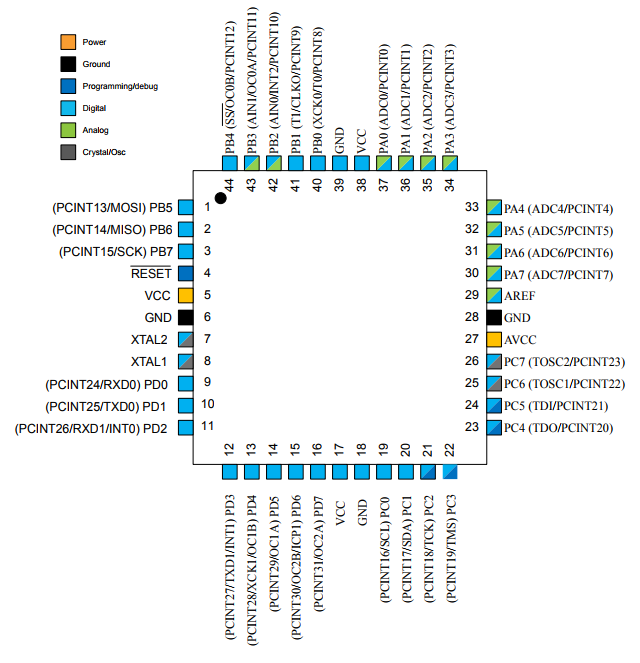 Power
Ground
Programming/debug
Digital
Analog
Crystal/Osc
PB4 (SS/OC0B/PCINT12)
PB3 (AIN1/OC0A/PCINT11)
PB2 (AIN0/INT2/PCINT10)
PB1 (T1/CLKO/PCINT9)
PB0 (XCK0/T0/PCINT8)
GND
VCC
PA0 (ADC0/PCINT0)
PA1 (ADC1/PCINT1)
PA2 (ADC2/PCINT2)
PA3 (ADC3/PCINT3)
44 43 42 41 40 39 38 37 36 35 34
(PCINT13/MOSI) PB5 1
(PCINT14/MISO) PB6 2
(PCINT15/SCK) PB7 3
RESET 4
VCC 5
GND 6
XTAL2 7
XTAL1 8
(PCINT24/RXD0) PD0 9
(PCINT25/TXD0) PD1 10
(PCINT26/RXD1/INT0) PD2 11
33 PA4 (ADC4/PCINT4)
32 PA5 (ADC5/PCINT5)
31 PA6 (ADC6/PCINT6)
30 PA7 (ADC7/PCINT7)
29 AREF
28 GND
27 AVCC
26 PC7 (TOSC2/PCINT23)
25 PC6 (TOSC1/PCINT22)
24 PC5 (TDI/PCINT21)
23 PC4 (TDO/PCINT20)
12 13 14 15 16 17 18 19 20 21 22
(PCINT27/TXD1/INT1) PD3
(PCINT28/XCK1/OC1B) PD4
(PCINT29/OC1A) PD5
(PCINT30/OC2B/ICP1) PD6
(PCINT31/OC2A) PD7
VCC
GND
(PCINT16/SCL) PC0
(PCINT17/SDA) PC1
(PCINT18/TCK) PC2
(PCINT19/TMS) PC3